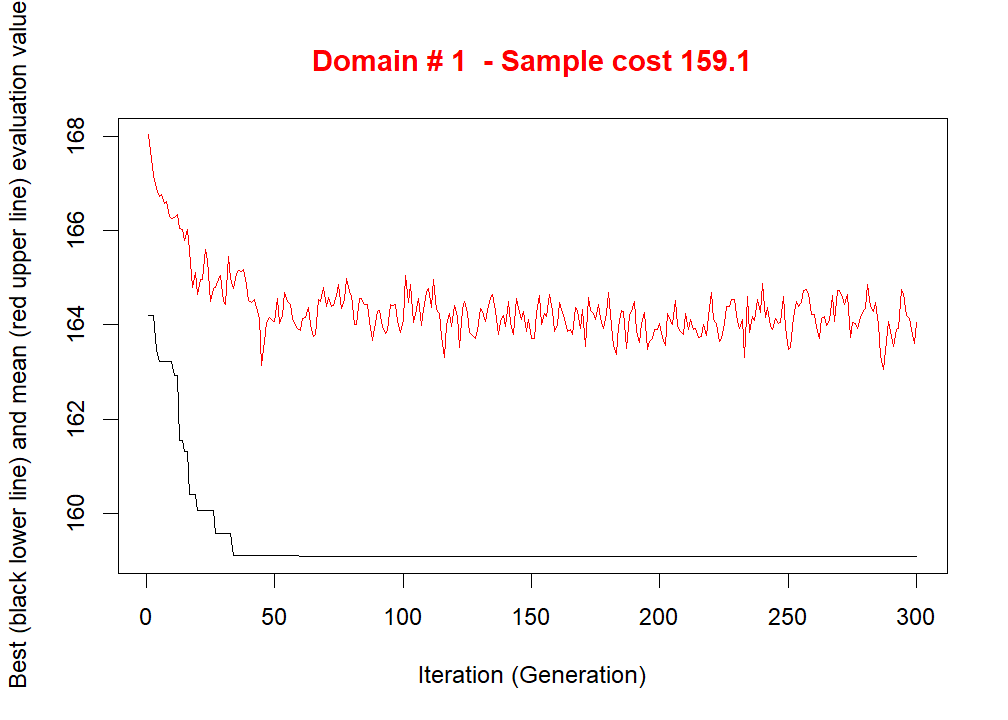 Domain # 1  - Sample cost 159.1
Best (black lower line) and mean (red upper line) evaluation value
168
166
164
162
160
0 50 100 150 200 250 300
Iteration (Generation)